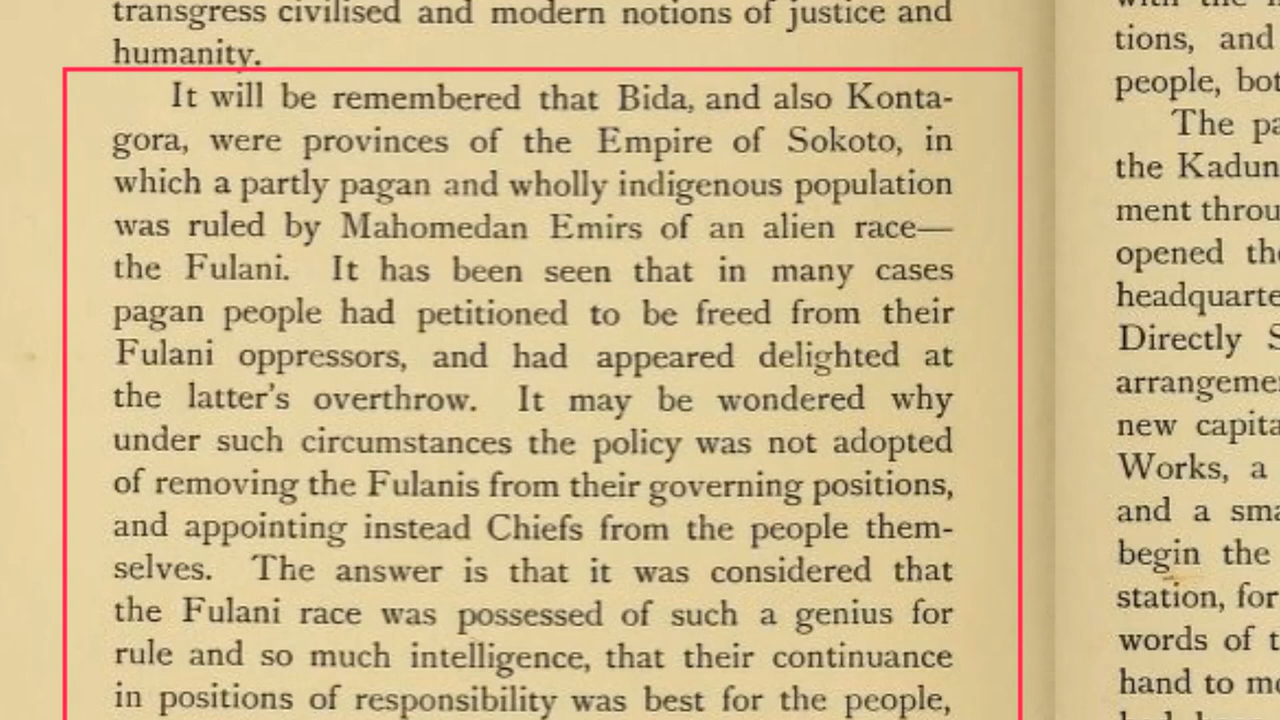 transgress civilised and modern notions of justice and
humanity.
It will be remembered that Bida, and also Konta-
gora, were provinces of the Empire of Sokoto, in
which a partly pagan and wholly indigenous population
was ruled by Mahomedan Emirs of an alien race—
the Fulani. It has been seen that in many cases
pagan people had petitioned to be freed from their
Fulani oppressors, and had appeared delighted at
the latter's overthrow. It may be wondered why
under such circumstances the policy was not adopted
of removing the Fulanis from their governing positions,
and appointing instead Chiefs from the people them-
selves. The answer is that it was considered that
the Fulani race was possessed of such a genius for
rule and so much intelligence, that their continuance
in positions of responsibility was best for the people,
tions, and
people, bot
The pa
the Kadun
ment throu
opened the
headquarte
Directly S
arrangeme
new capita
Works, a
and a sma
begin the
station, for
words of t
hand to mo